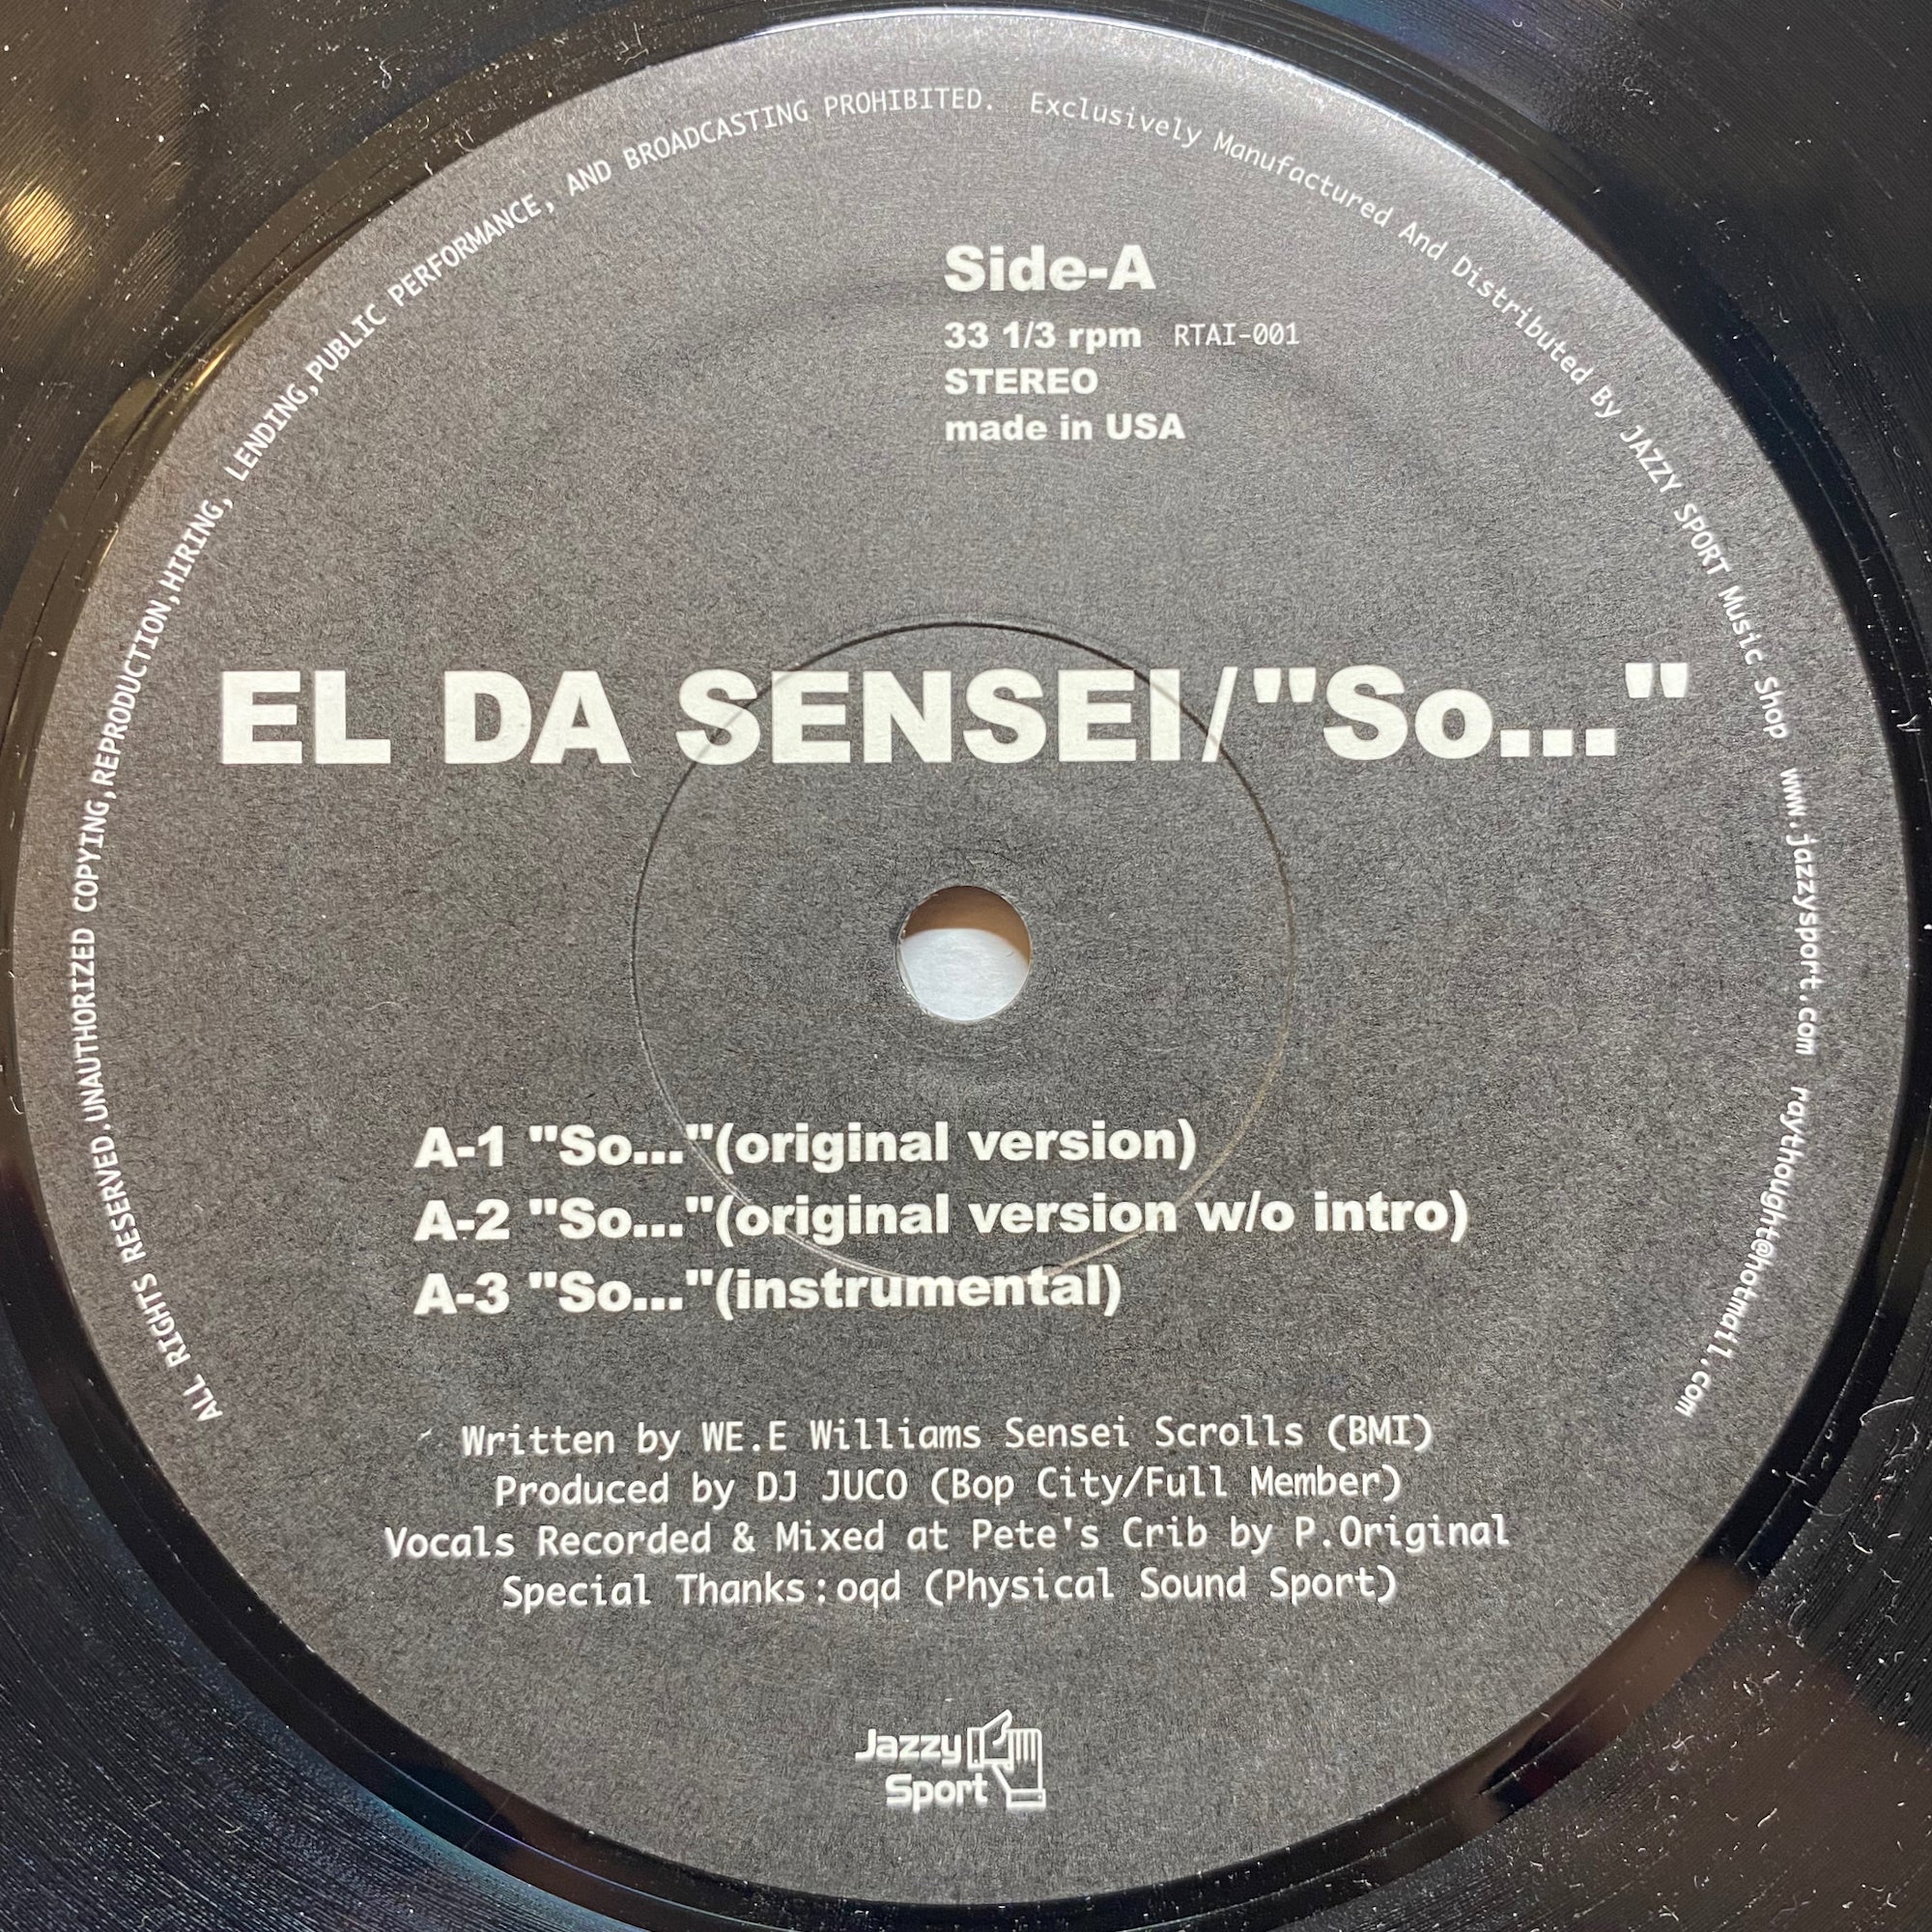 ALL RIGHTS RESERVED.UNAUTHORIZED COPYING,REPRODUCTION,HIRING, LENDING,PUBLIC PERFORMANCE, AND BROADCASTING PROHIBITED. Exclusively Manufactured And Distributed By JAZZY SPORT Music Shop www.jazzysport.com raythought@hotmail.com
Side-A
33 1/3 rpm RTAI-001
STEREO
made in USA
EL DA SENSEI/"So..."
A-1 "So..."(original version)
A-2 "So..."(original version w/o intro)
A-3 "So..."(instrumental)
Written by WE.E Williams Sensei Scrolls (BMI)
Produced by DJ JUCO (Bop City/Full Member)
Vocals Recorded & Mixed at Pete's Crib by P.Original
Special Thanks:oqd (Physical Sound Sport)
Jazzy
Sport